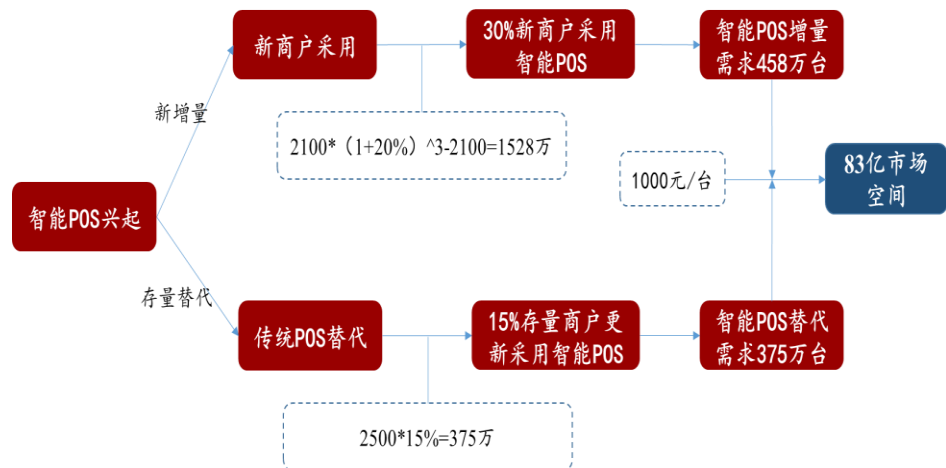 新商户采用
30%新商户采用
智能POS
智能POS增量
需求458万台
新增量
2100*（1+20%）^3-2100=1528万
1000元/台
83亿市场
空间
智能POS兴起
存量替代
传统POS替代
15%存量商户更
新采用智能POS
智能POS替代
需求375万台
2500*15%=375万